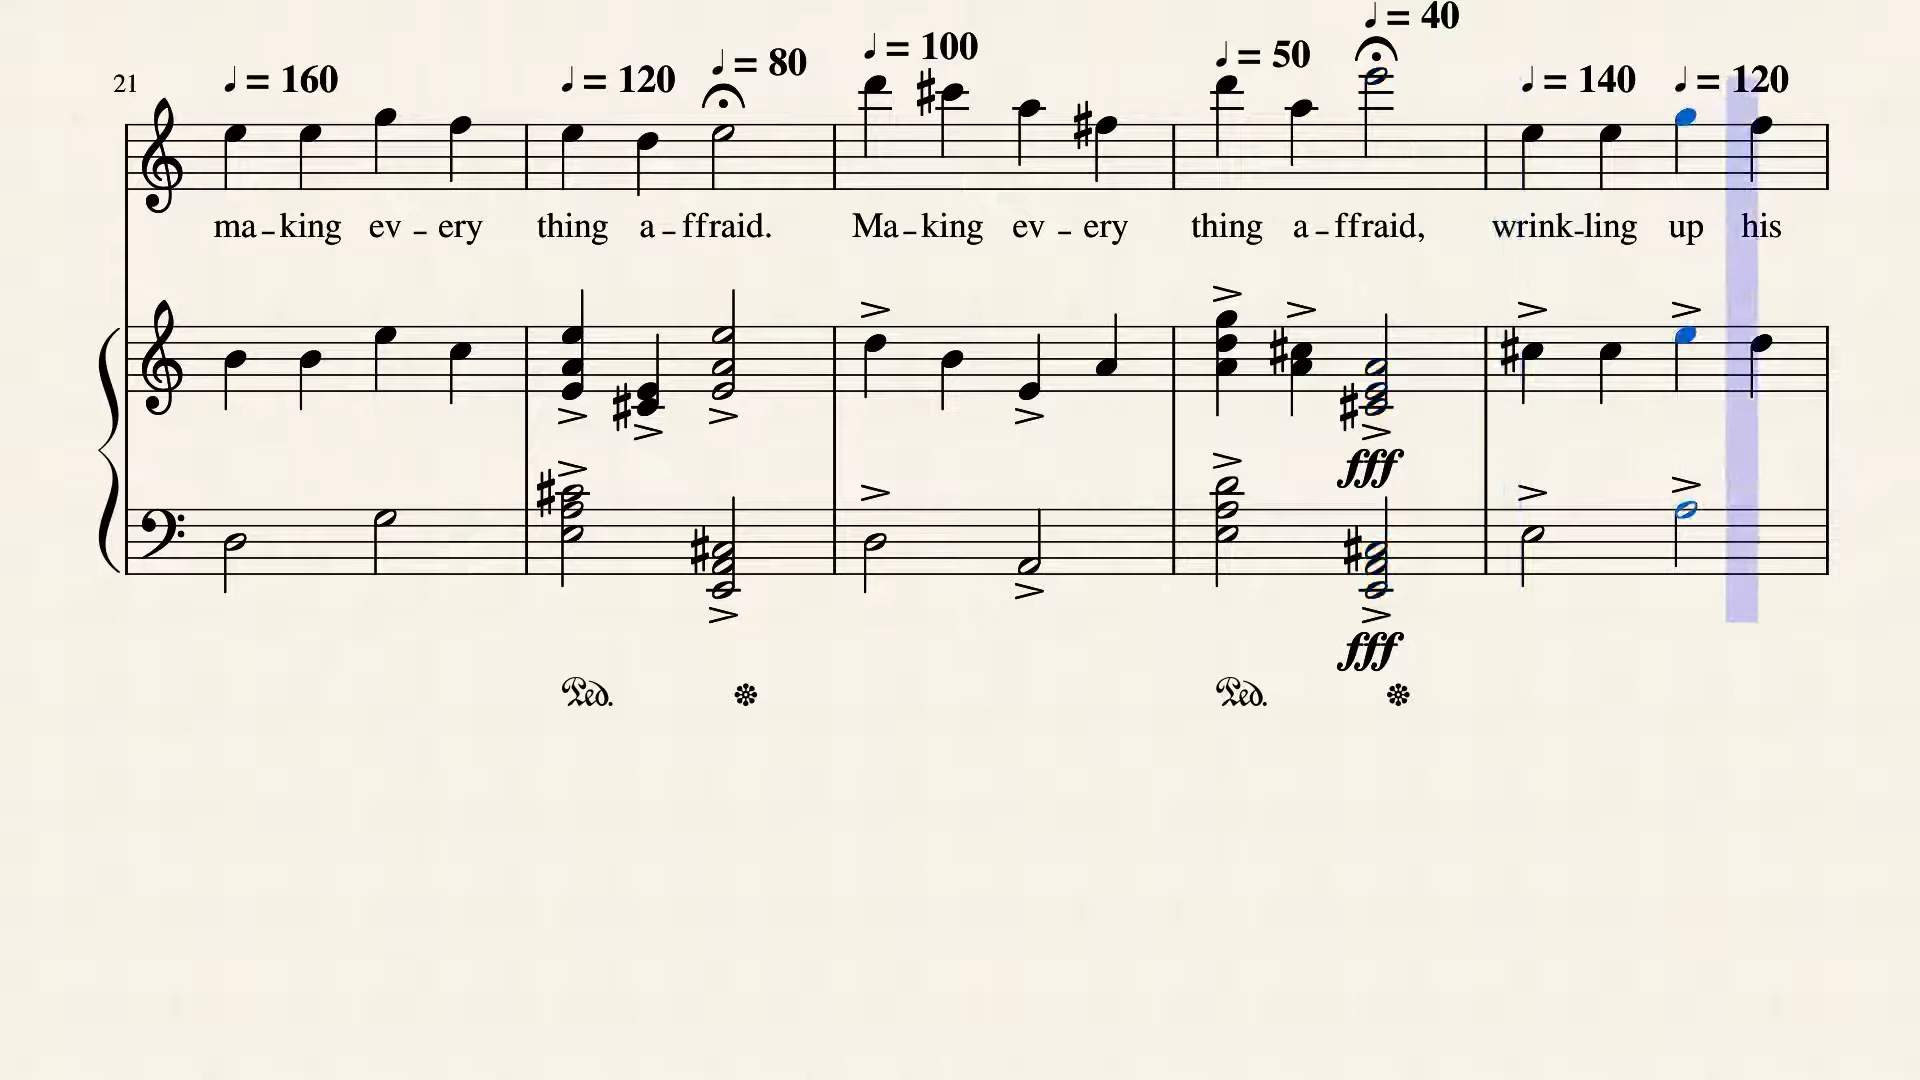 ♩ = 40
21 ♩ = 160 ♩ = 120 ♩ = 80 ♩ = 100 ♩ = 50 ♩ = 140 ♩ = 120
ma - king ev - ery thing a - ffraid. Ma - king ev - ery thing a - ffraid, wrink - ling up his
fff
fff
Ped. Ped.